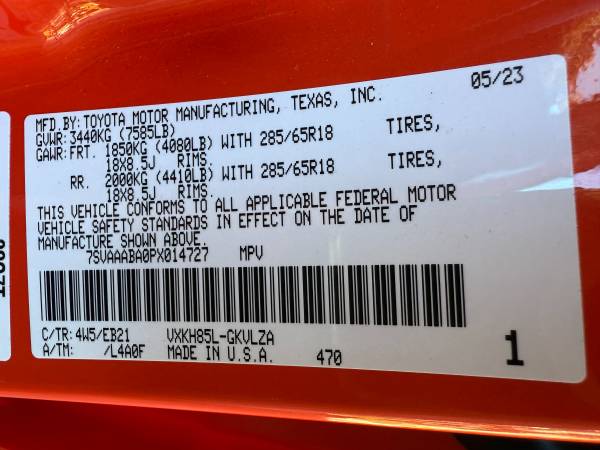 MFD.BY: TOYOTA MOTOR MANUFACTURING, TEXAS, INC. 05/23
GVWR: 3440KG (7585LB)
GAWR: FRT. 1850KG (4080LB) WITH 285/65R18 TIRES,
18X8.5J RIMS,
RR. 2000KG (4410LB) WITH 285/65R18 TIRES,
18X8.5J RIMS.
THIS VEHICLE CONFORMS TO ALL APPLICABLE FEDERAL MOTOR
VEHICLE SAFETY STANDARDS IN EFFECT ON THE DATE OF
MANUFACTURE SHOWN ABOVE.
7SVAAABA0PX014727 MPV
C/TR: 4W5/EB21 VXKH85L-GKVLZA
A/TM: /L4A0F MADE IN U.S.A. 470 1